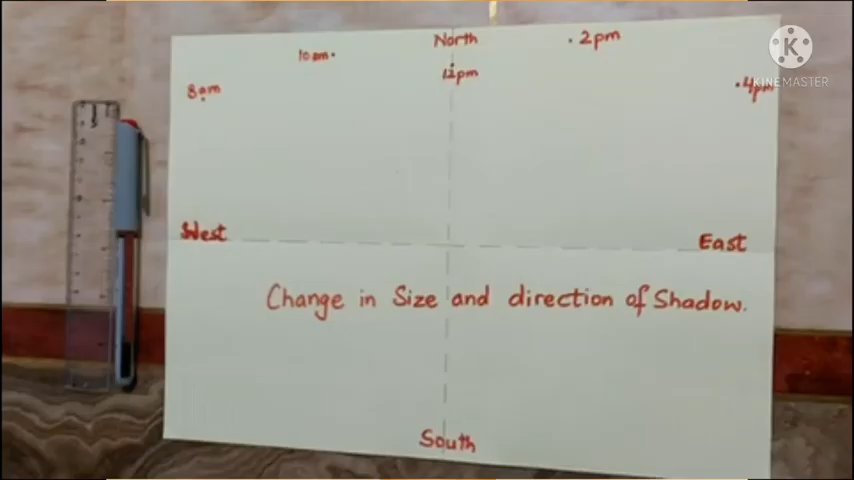 North
10am
2pm
12pm
8am
4pm
West
East
Change in Size and direction of Shadow.
South
K
KINEMASTER